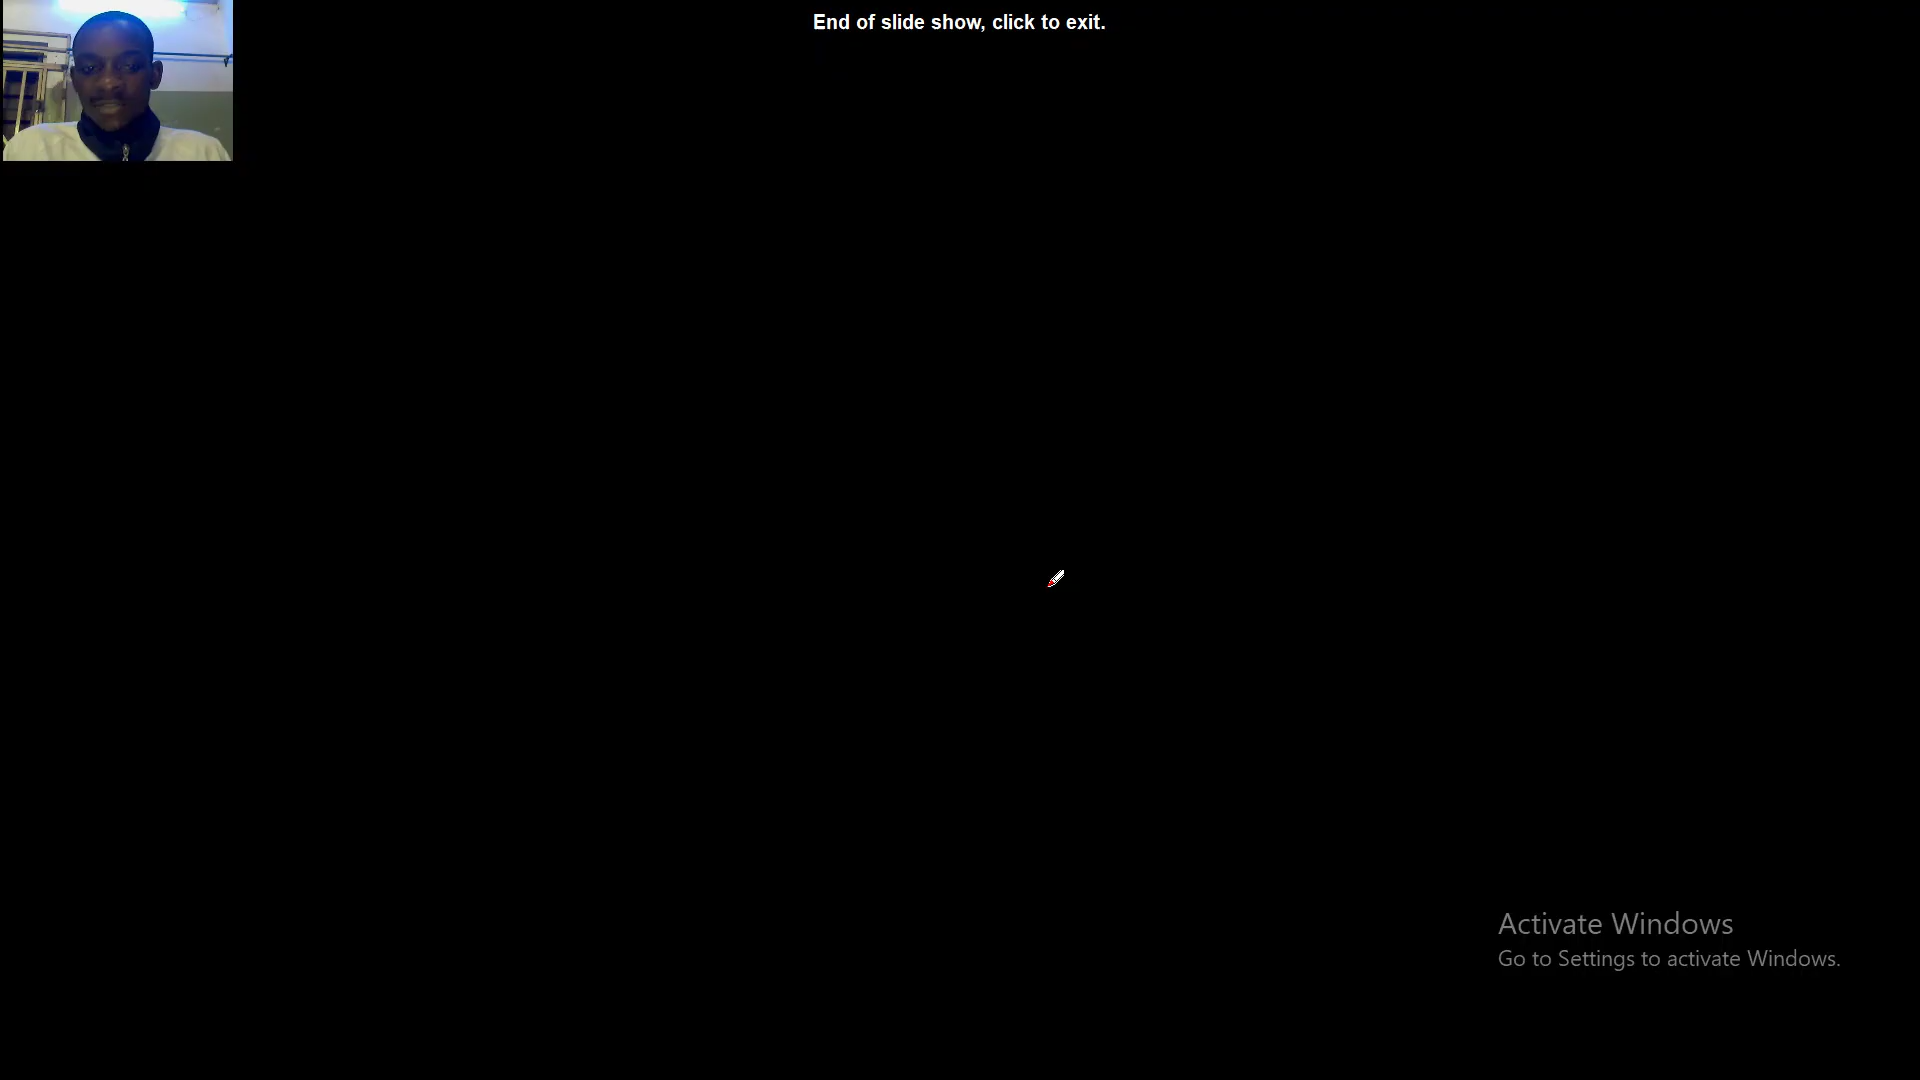 End of slide show, click to exit.
Activate Windows
Go to Settings to activate Windows.